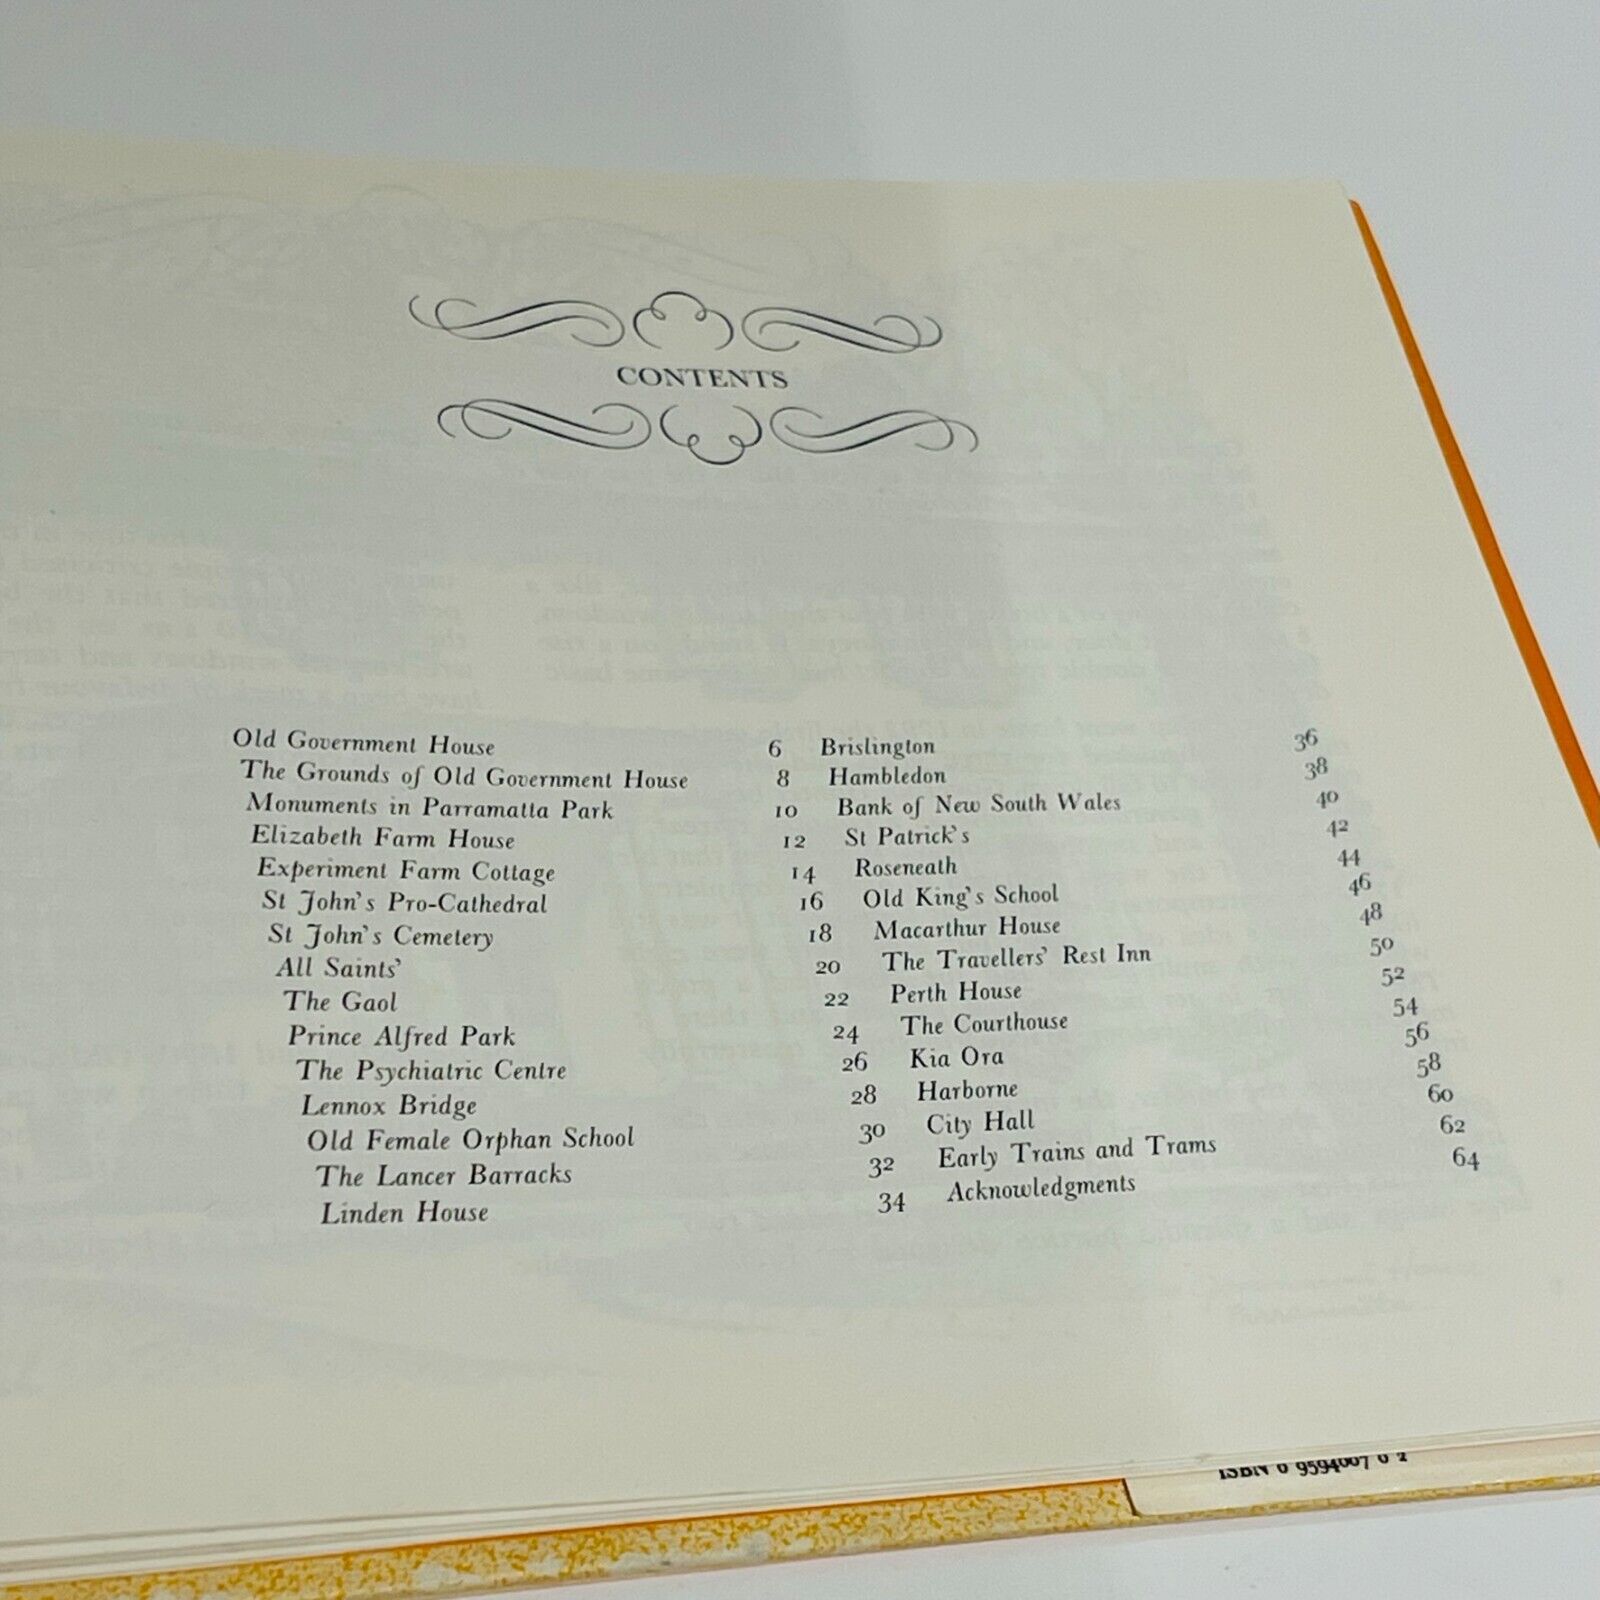 CONTENTS
Old Government House 6
The Grounds of Old Government House 8
Monuments in Parramatta Park 10
Elizabeth Farm House 12
Experiment Farm Cottage 14
St John's Pro-Cathedral 16
St John's Cemetery 18
All Saints' 20
The Gaol 22
Prince Alfred Park 24
The Psychiatric Centre 26
Lennox Bridge 28
Old Female Orphan School 30
The Lancer Barracks 32
Linden House 34
Brislington 36
Hambledon 38
Bank of New South Wales 40
St Patrick's 42
Roseneath 44
Old King's School 46
Macarthur House 48
The Travellers' Rest Inn 50
Perth House 52
The Courthouse 54
Kia Ora 56
Harborne 58
City Hall 60
Early Trains and Trams 62
Acknowledgments 64
ISBN 0 9594007 0 2